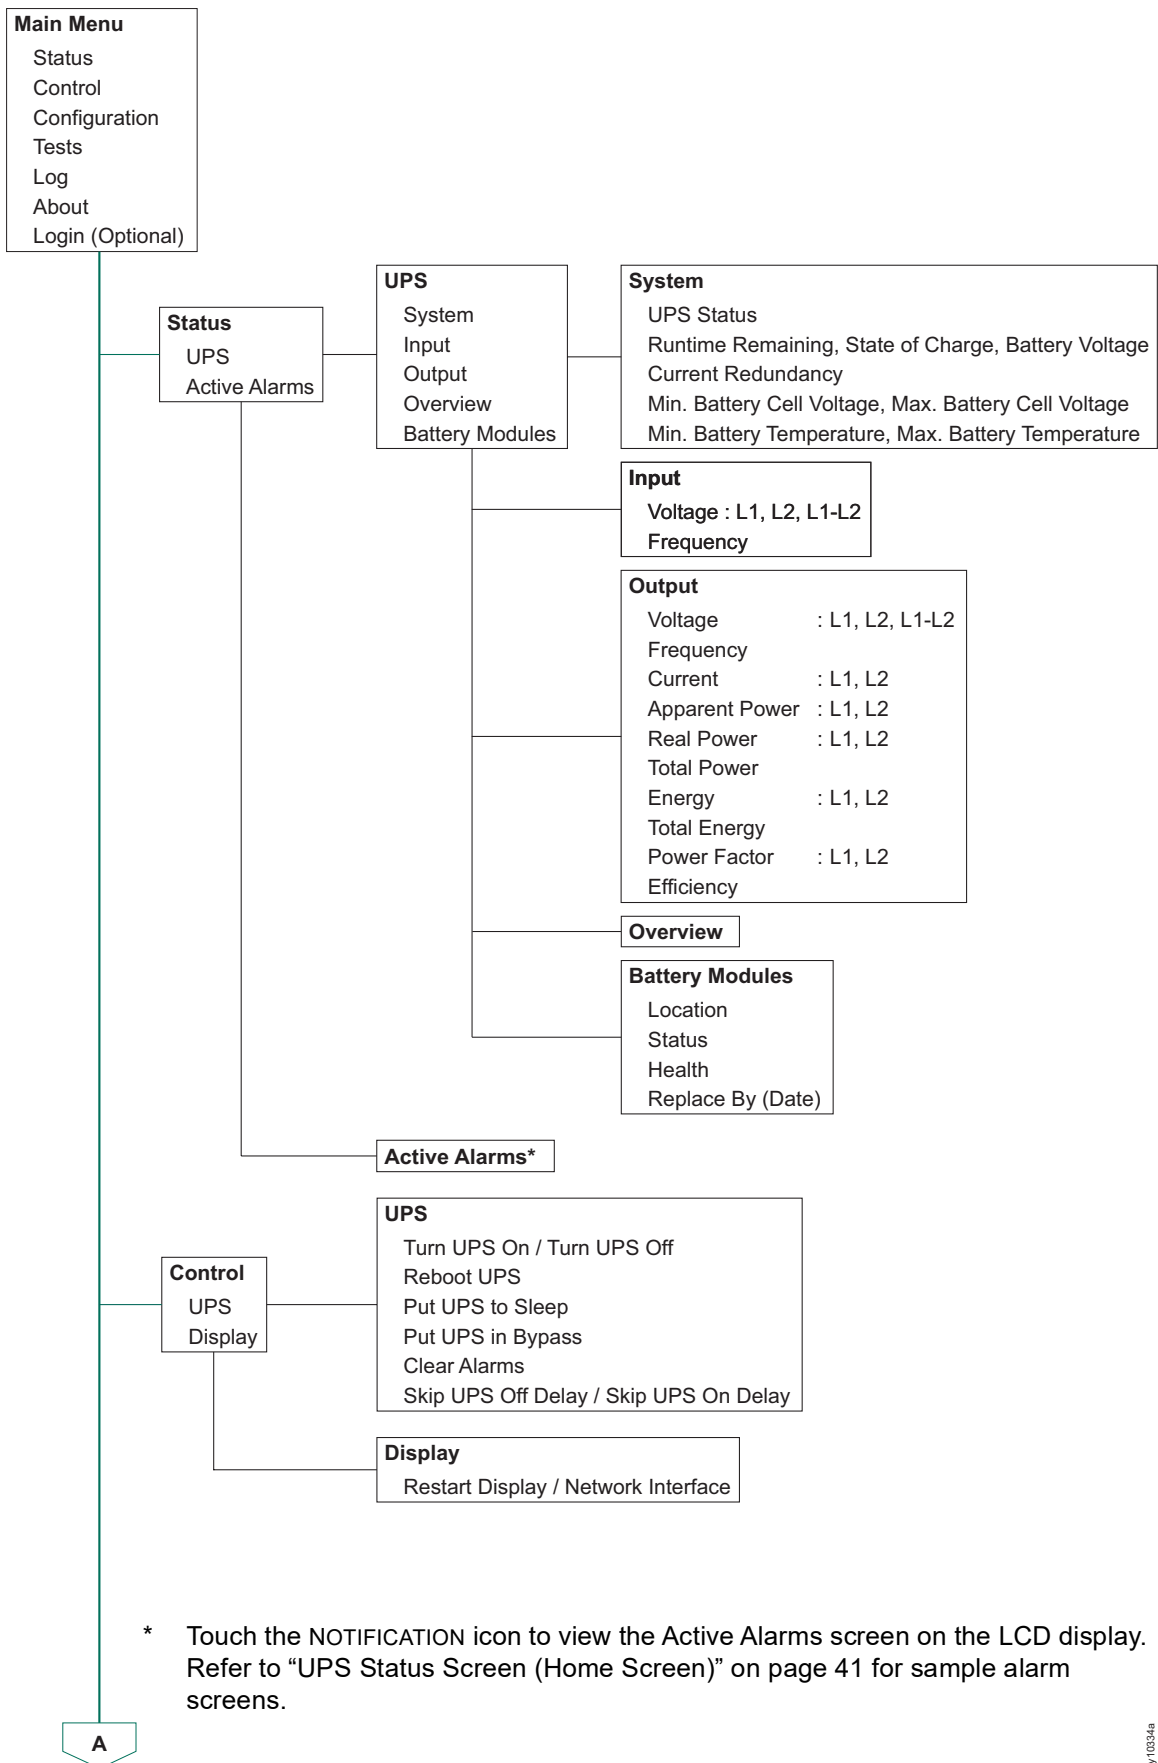 Main Menu
Status
Control
Configuration
Tests
Log
About
Login (Optional)
Status
UPS
Active Alarms
UPS
System
Input
Output
Overview
Battery Modules
System
UPS Status
Runtime Remaining, State of Charge, Battery Voltage
Current Redundancy
Min. Battery Cell Voltage, Max. Battery Cell Voltage
Min. Battery Temperature, Max. Battery Temperature
Input
Voltage : L1, L2, L1-L2
Frequency
Output
Voltage : L1, L2, L1-L2
Frequency
Current : L1, L2
Apparent Power : L1, L2
Real Power : L1, L2
Total Power
Energy : L1, L2
Total Energy
Power Factor : L1, L2
Efficiency
Overview
Battery Modules
Location
Status
Health
Replace By (Date)
Active Alarms*
Control
UPS
Display
UPS
Turn UPS On / Turn UPS Off
Reboot UPS
Put UPS to Sleep
Put UPS in Bypass
Clear Alarms
Skip UPS Off Delay / Skip UPS On Delay
Display
Restart Display / Network Interface
* Touch the NOTIFICATION icon to view the Active Alarms screen on the LCD display.
Refer to “UPS Status Screen (Home Screen)” on page 41 for sample alarm
screens.
A
y10334a